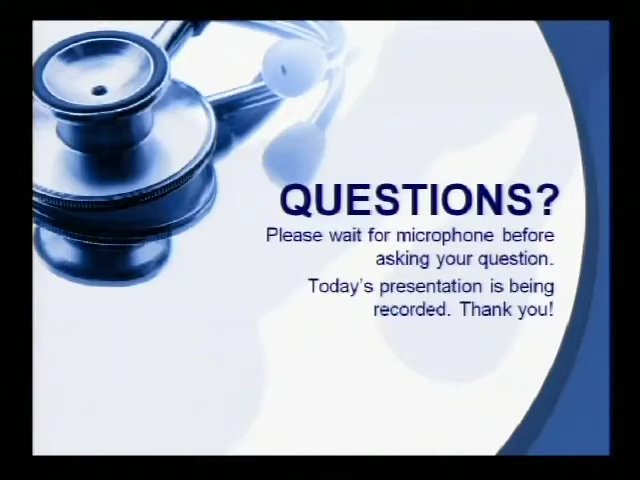 QUESTIONS?
Please wait for microphone before
asking your question.
Today's presentation is being
recorded. Thank you!